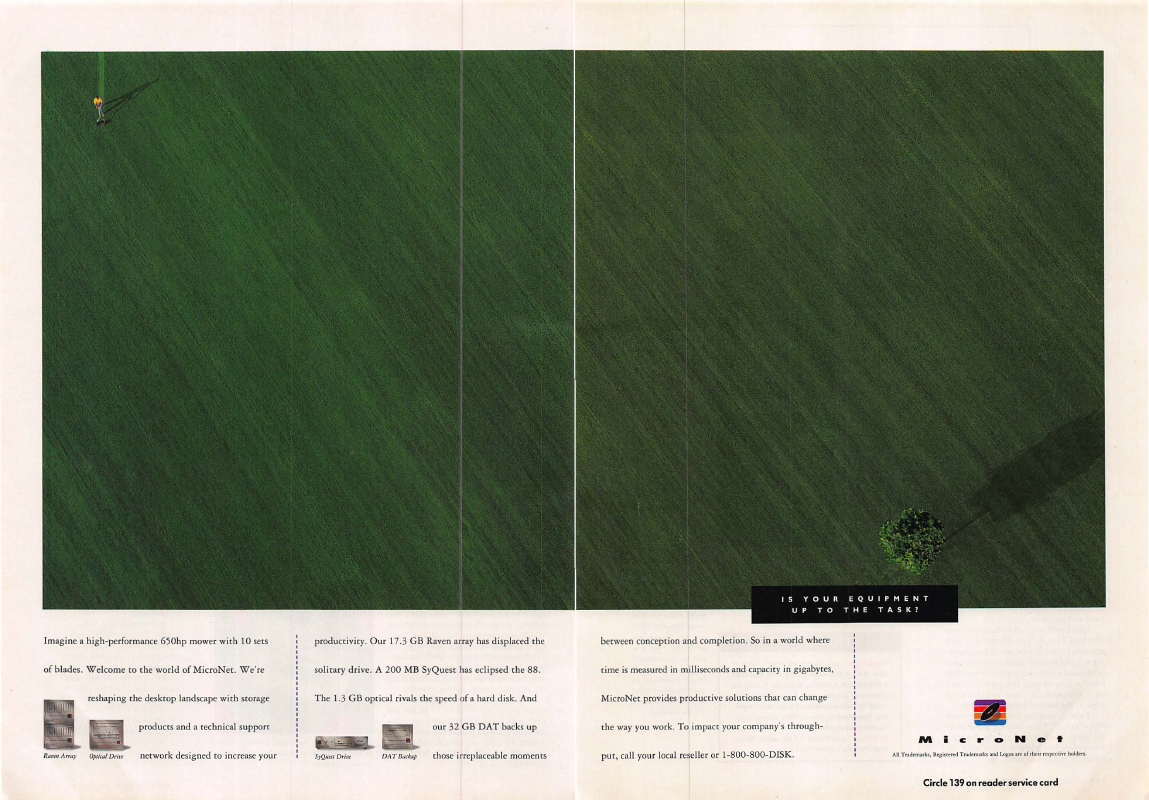 IS YOUR EQUIPMENT
UP TO THE TASK?
Imagine a high-performance 650hp mower with 10 sets
of blades. Welcome to the world of MicroNet. We're
reshaping the desktop landscape with storage
products and a technical support
network designed to increase your
Raven Array
Optical Drive
productivity. Our 17.3 GB Raven array has displaced the
solitary drive. A 200 MB SyQuest has eclipsed the 88.
The 1.3 GB optical rivals the speed of a hard disk. And
our 32 GB DAT backs up
those irreplaceable moments
SyQuest Drive
DAT Backup
between conception and completion. So in a world where
time is measured in milliseconds and capacity in gigabytes,
MicroNet provides productive solutions that can change
the way you work. To impact your company's through-
put, call your local reseller or 1-800-800-DISK.
MicroNet
All Trademarks, Registered Trademarks and Logos are of their respective holders.
Circle 139 on reader service card